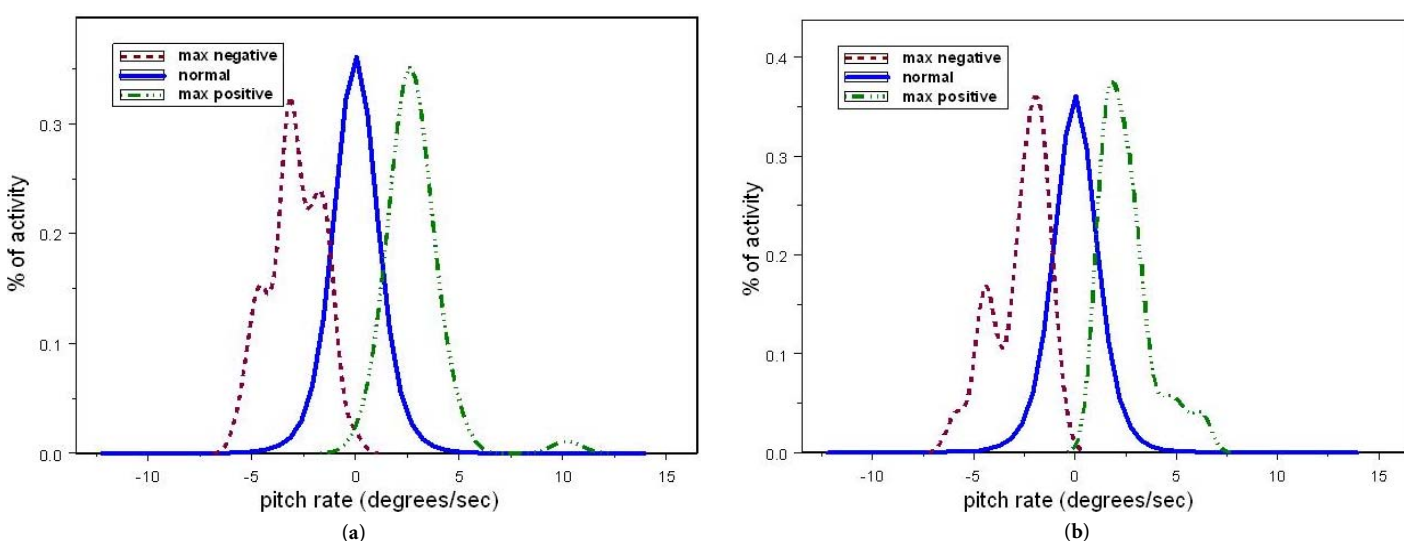 max negative
normal
max positive
% of activity
0.3
0.2
0.1
0.0
-10
-5
0
5
10
15
pitch rate (degrees/sec)
(a)
max negative
normal
max positive
% of activity
0.4
0.3
0.2
0.1
0.0
-10
-5
0
5
10
15
pitch rate (degrees/sec)
(b)